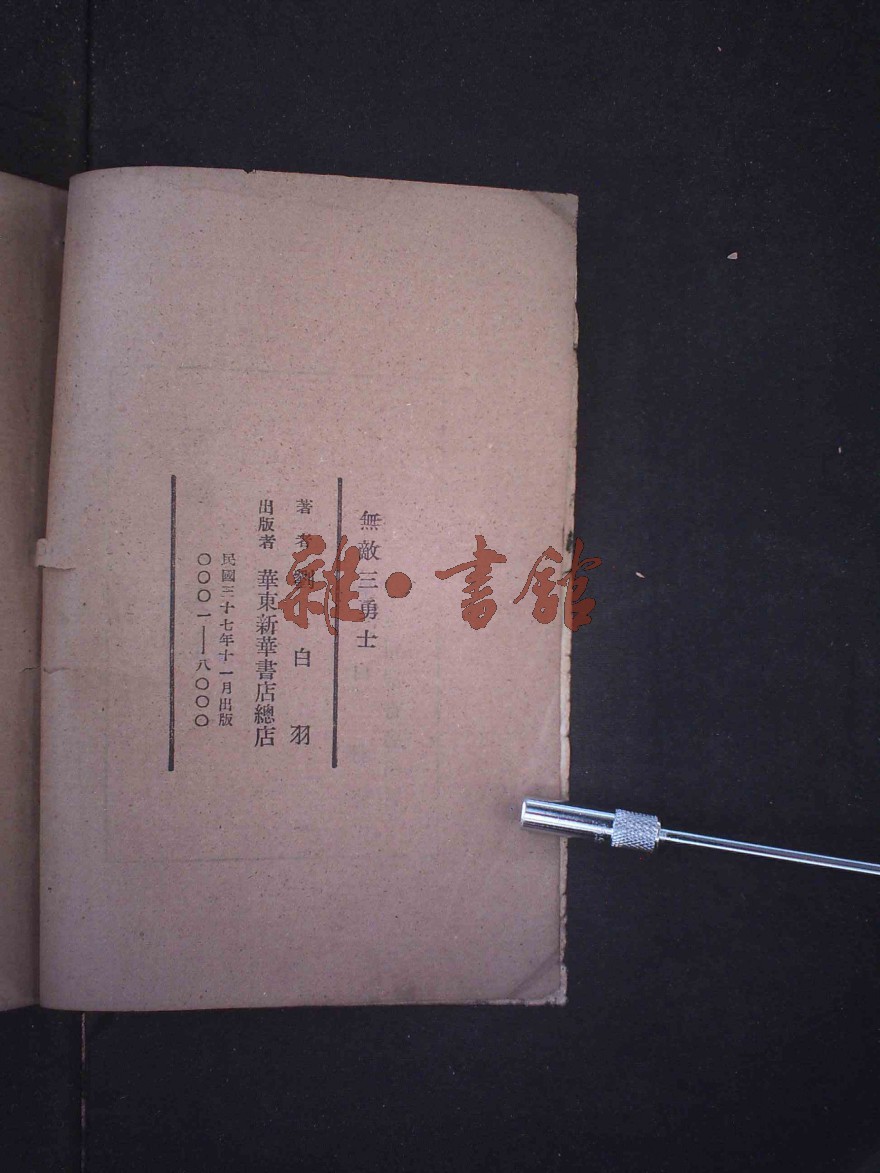 無敵三勇士
著者劉白羽
出版者 華東新華書店總店
民國三十七年十一月出版
〇〇〇一——八〇〇〇
雜·書館